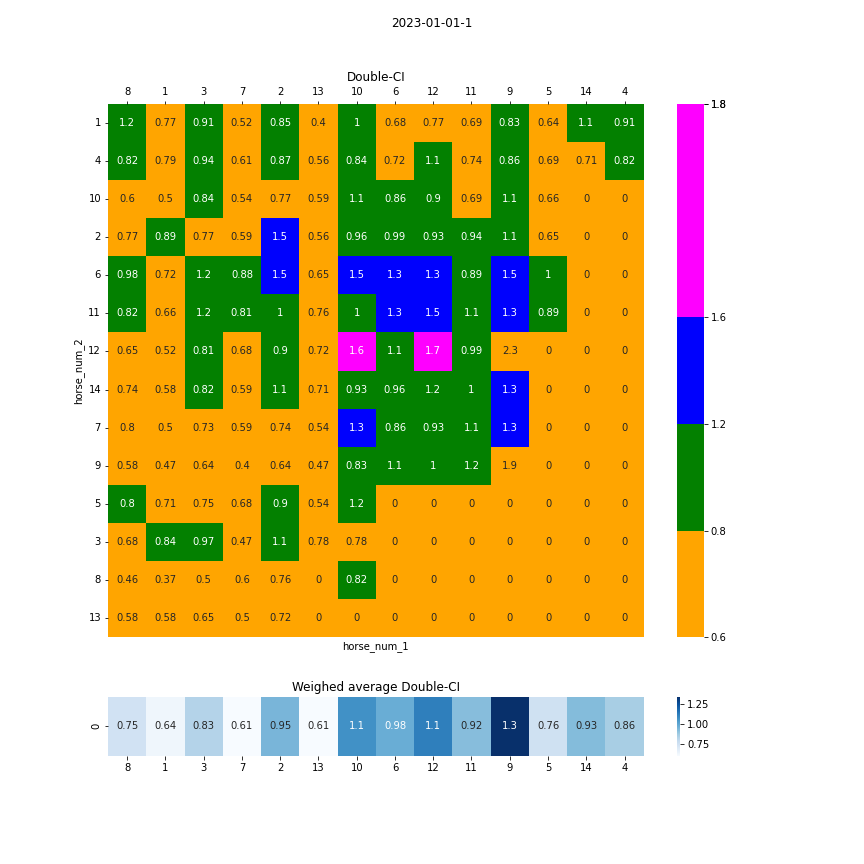 2023-01-01-1
Double-CI
8 1 3 7 2 13 10 6 12 11 9 5 14 4
1 1.2 0.77 0.91 0.52 0.85 0.4 1 0.68 0.77 0.69 0.83 0.64 1.1 0.91
4 0.82 0.79 0.94 0.61 0.87 0.56 0.84 0.72 1.1 0.74 0.86 0.69 0.71 0.82
10 0.6 0.5 0.84 0.54 0.77 0.59 1.1 0.86 0.9 0.69 1.1 0.66 0 0
2 0.77 0.89 0.77 0.59 1.5 0.56 0.96 0.99 0.93 0.94 1.1 0.65 0 0
6 0.98 0.72 1.2 0.88 1.5 0.65 1.5 1.3 1.3 0.89 1.5 1 0 0
11 0.82 0.66 1.2 0.81 1 0.76 1 1.3 1.5 1.1 1.3 0.89 0 0
12 0.65 0.52 0.81 0.68 0.9 0.72 1.6 1.1 1.7 0.99 2.3 0 0 0
14 0.74 0.58 0.82 0.59 1.1 0.71 0.93 0.96 1.2 1 1.3 0 0 0
7 0.8 0.5 0.73 0.59 0.74 0.54 1.3 0.86 0.93 1.1 1.3 0 0 0
9 0.58 0.47 0.64 0.4 0.64 0.47 0.83 1.1 1 1.2 1.9 0 0 0
5 0.8 0.71 0.75 0.68 0.9 0.54 1.2 0 0 0 0 0 0 0
3 0.68 0.84 0.97 0.47 1.1 0.78 0.78 0 0 0 0 0 0 0
8 0.46 0.37 0.5 0.6 0.76 0 0.82 0 0 0 0 0 0 0
13 0.58 0.58 0.65 0.5 0.72 0 0 0 0 0 0 0 0 0
horse_num_2
horse_num_1
1.8
1.6
1.2
0.8
0.6
Weighed average Double-CI
0 0.75 0.64 0.83 0.61 0.95 0.61 1.1 0.98 1.1 0.92 1.3 0.76 0.93 0.86
8 1 3 7 2 13 10 6 12 11 9 5 14 4
1.25
1.00
0.75